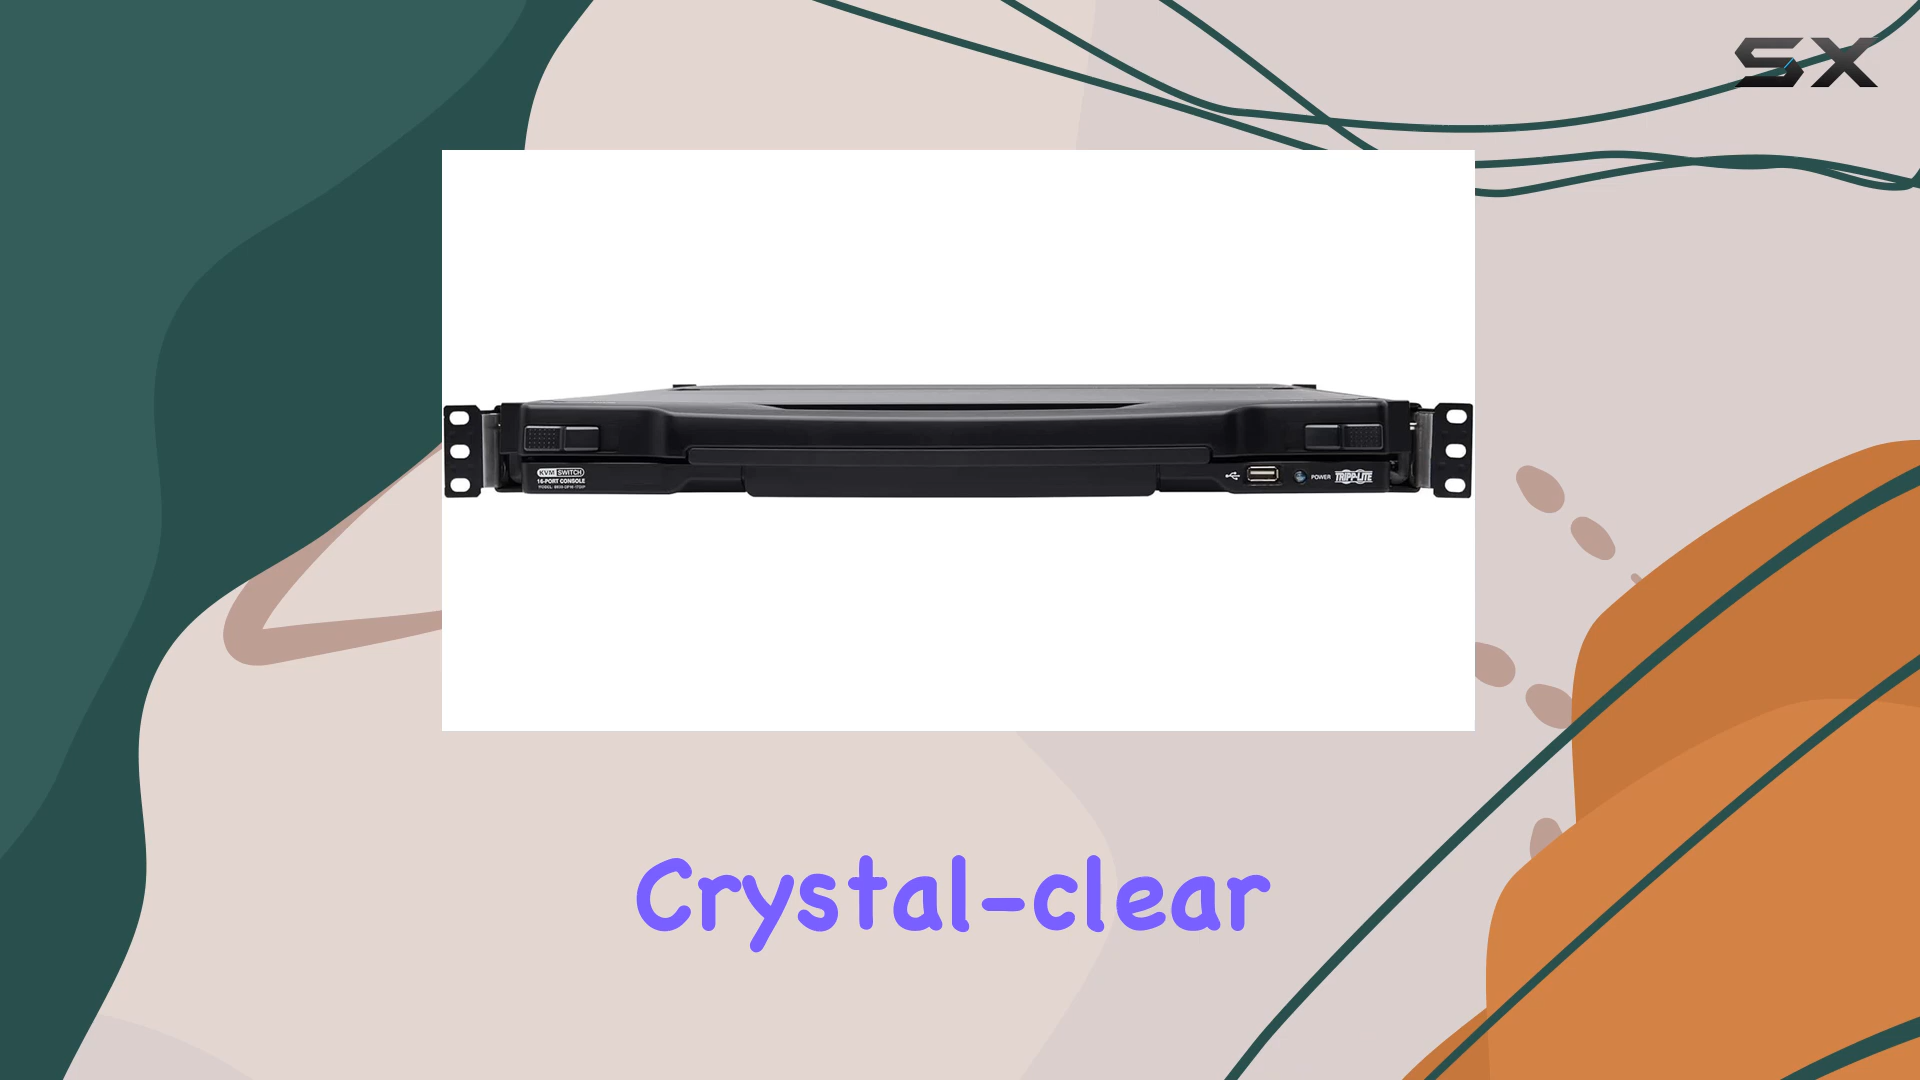 SX
KVM SWITCH
16-PORT CONSOLE
POWER
TRIPP·LITE
Crystal-clear